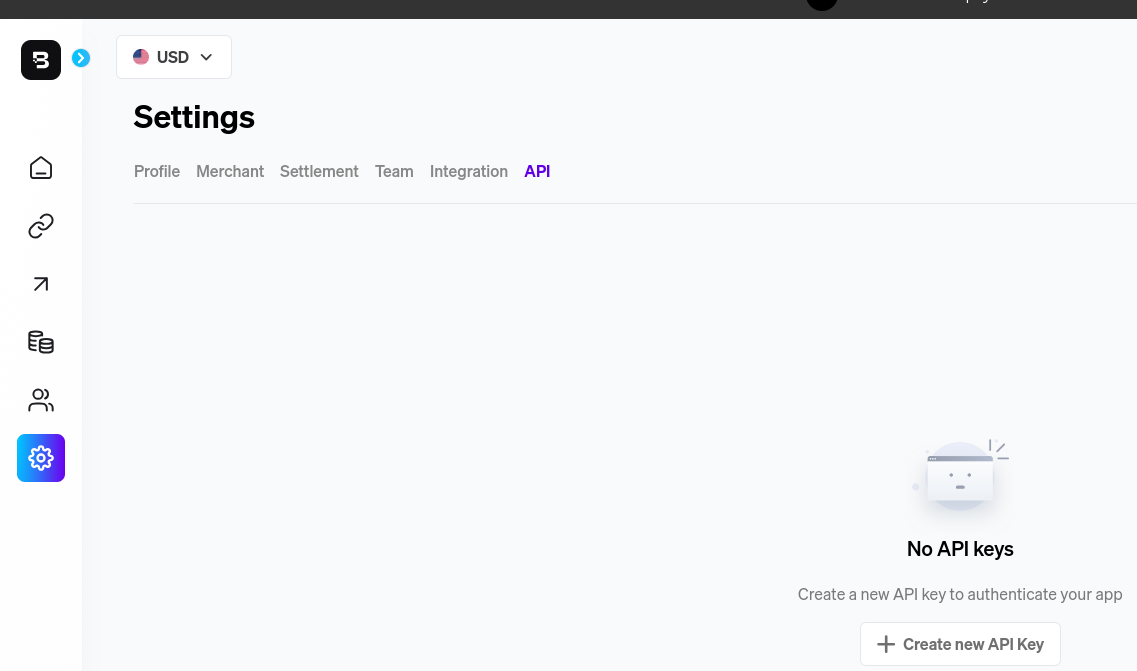 USD
Settings
Profile Merchant Settlement Team Integration API
No API keys
Create a new API key to authenticate your app
Create new API Key